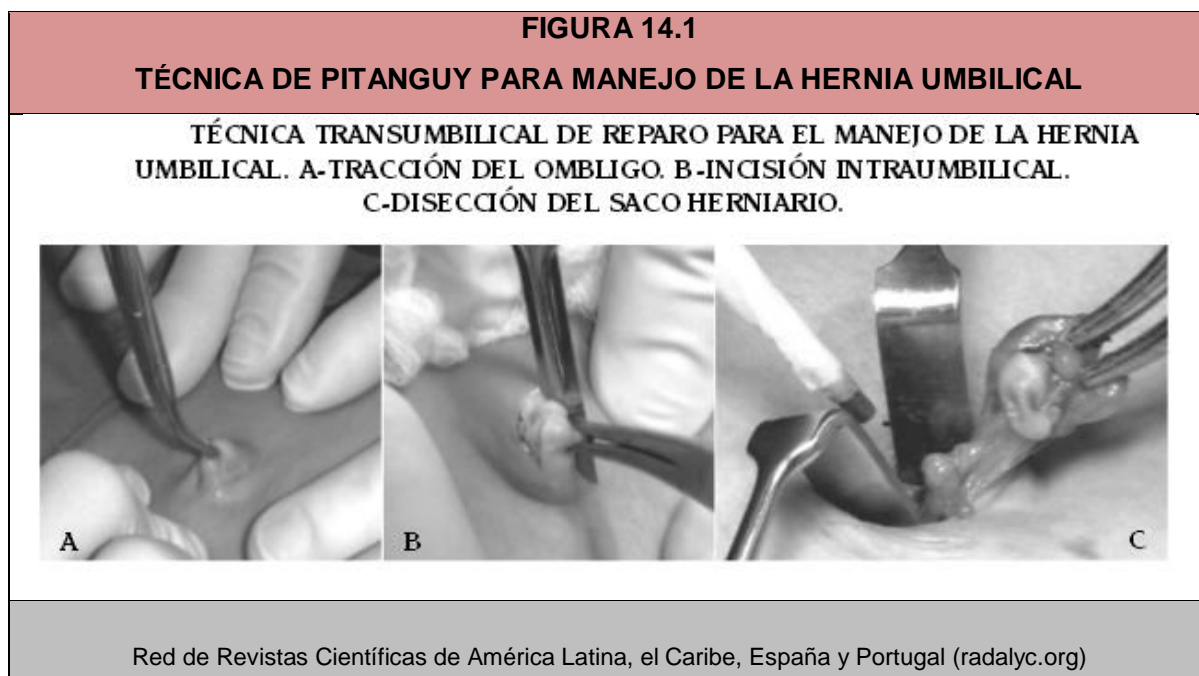 FIGURA 14.1
TÉCNICA DE PITANGUY PARA MANEJO DE LA HERNIA UMBILICAL
TÉCNICA TRANSUMBILICAL DE REPARO PARA EL MANEJO DE LA HERNIA
UMBILICAL. A-TRACCIÓN DEL OMBLIGO. B-INCISIÓN INTRAUMBILICAL.
C-DISECCIÓN DEL SACO HERNIARIO.
A B C
Red de Revistas Científicas de América Latina, el Caribe, España y Portugal (radalyc.org)